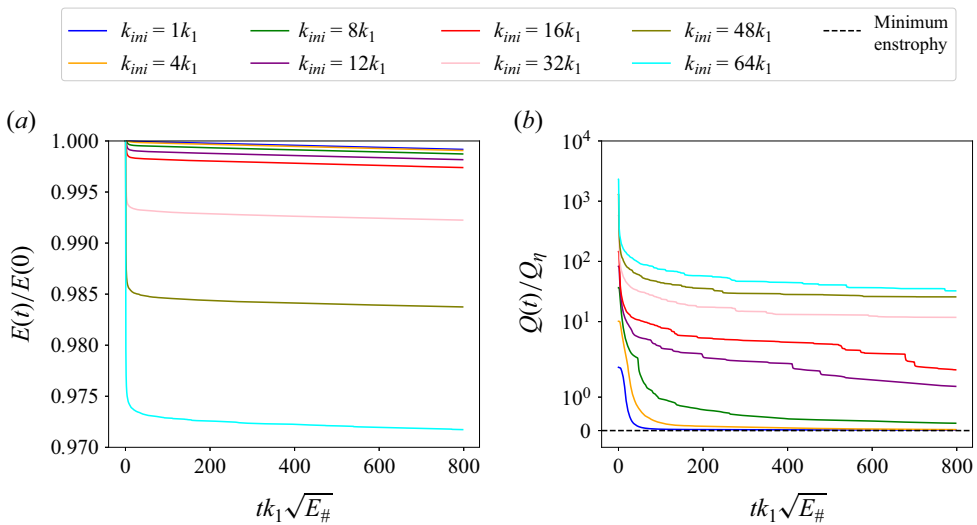 k_ini = 1k_1
k_ini = 8k_1
k_ini = 16k_1
k_ini = 48k_1
Minimum
enstrophy
k_ini = 4k_1
k_ini = 12k_1
k_ini = 32k_1
k_ini = 64k_1
(a)
1.000
0.995
0.990
0.985
0.980
0.975
0.970
E(t)/E(0)
0
200
400
600
800
tk_1√E_#
(b)
10^4
10^3
10^2
10^1
10^0
0
Q(t)/Q_η
0
200
400
600
800
tk_1√E_#